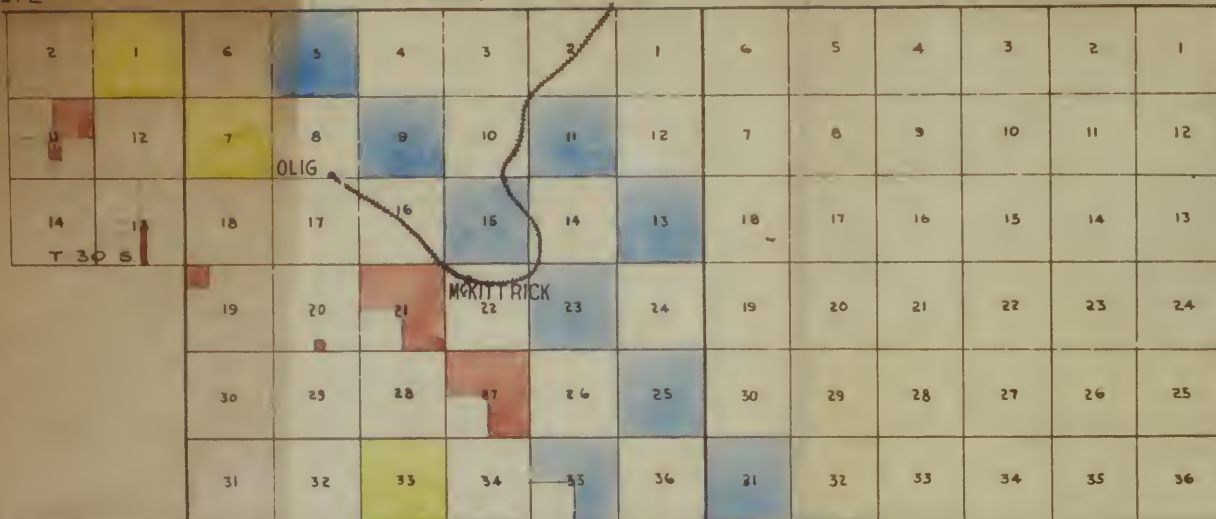 2 1 6 5 4 3 2 1 6 5 4 3 2 1
12 7 8 9 10 11 12 7 8 9 10 11 12
OLIG
14 13 18 17 16 15 14 13 18 17 16 15 14 13
T 30 S
McKITTRICK
19 20 21 22 23 24 19 20 21 22 23 24
30 29 28 27 26 25 30 29 28 27 26 25
31 32 33 34 35 36 31 32 33 34 35 36